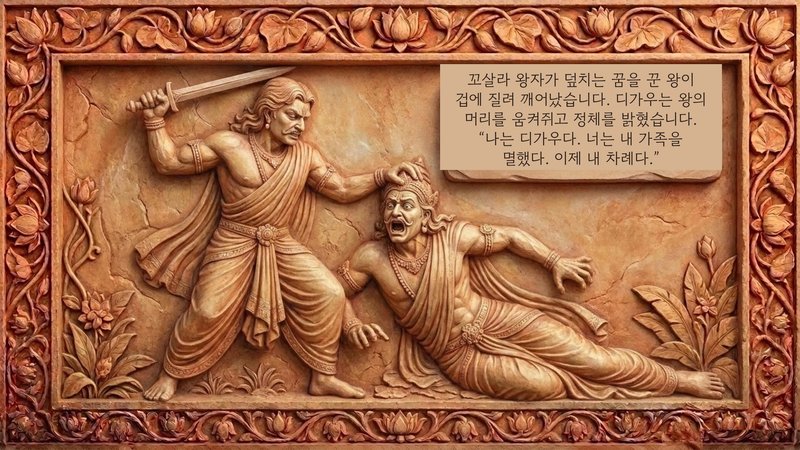 꼬살라 왕자가 덮치는 꿈을 꾼 왕이
겁에 질려 깨어났습니다. 디가우는 왕의
머리를 움켜쥐고 정체를 밝혔습니다.
“나는 디가우다. 너는 내 가족을
멸했다. 이제 내 차례다.”